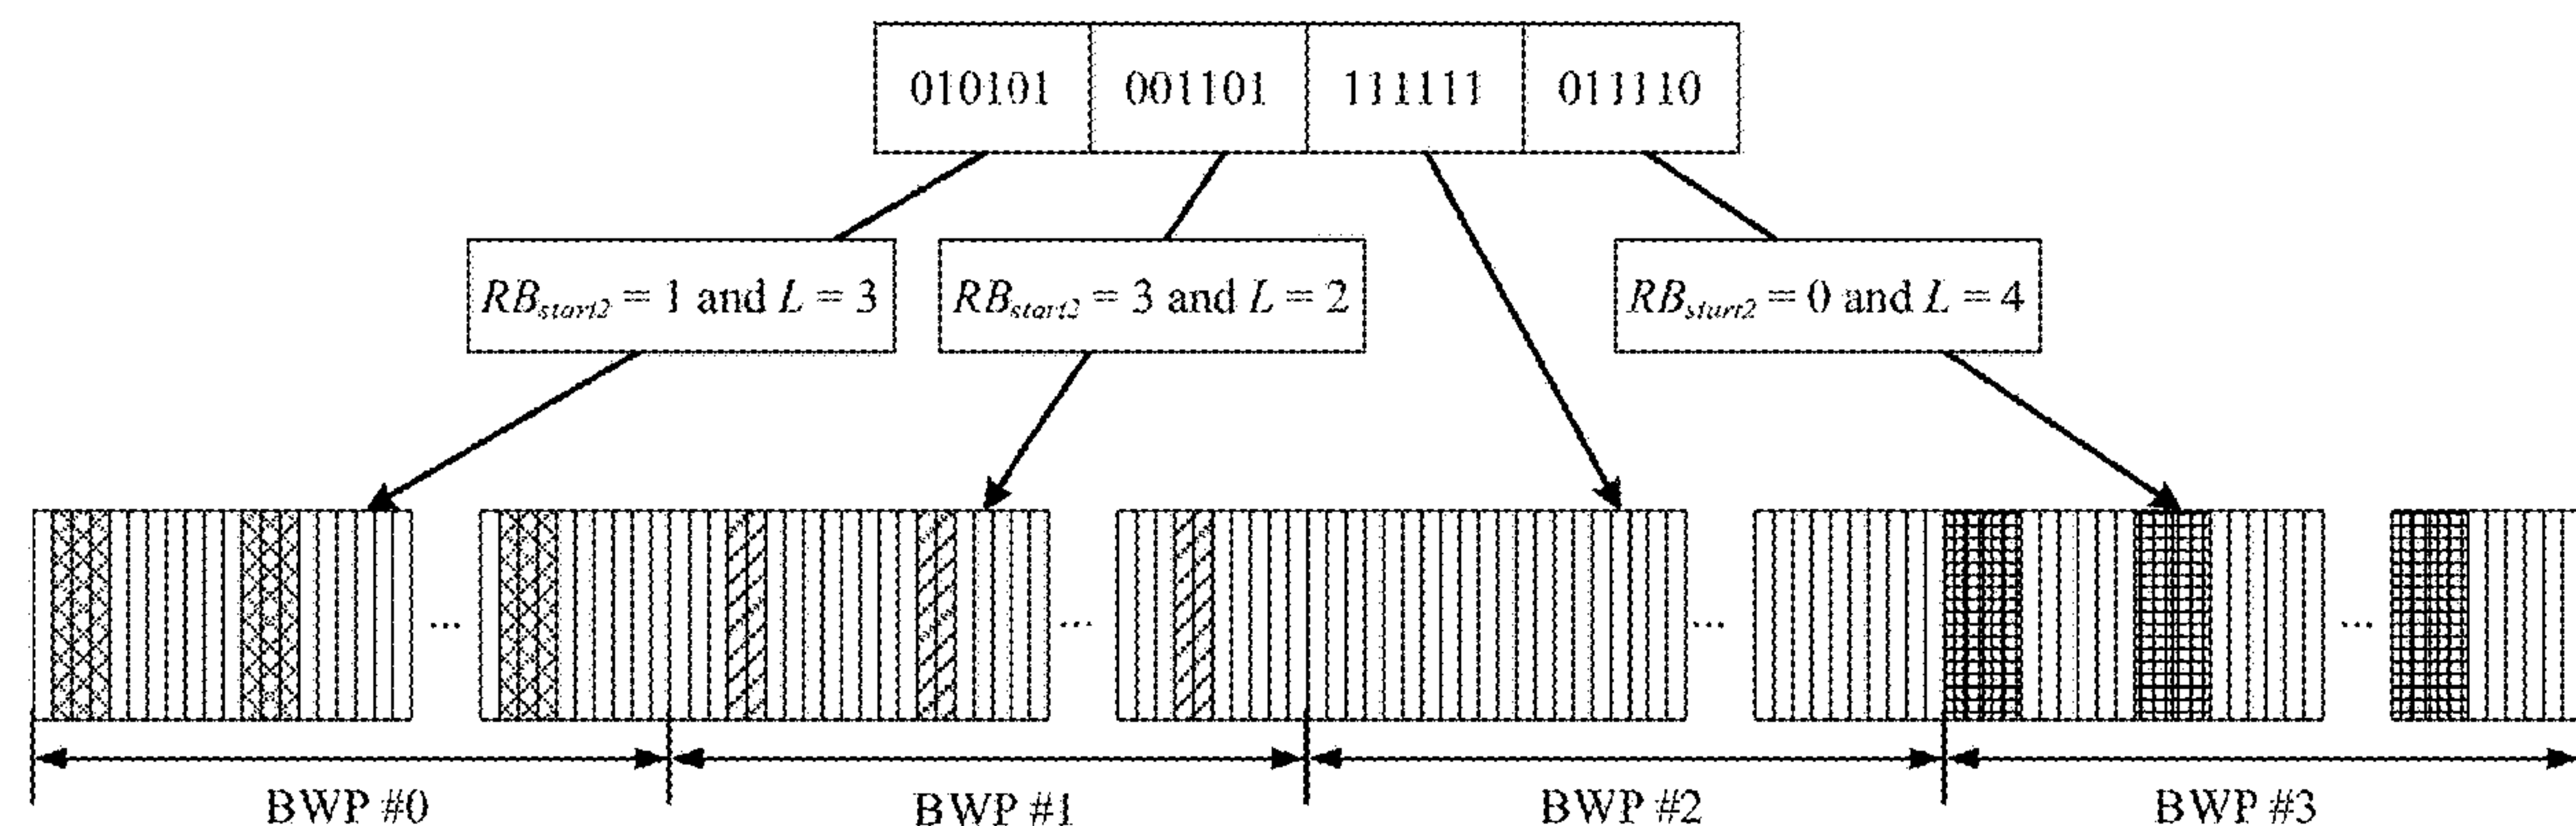 010101 001101 111111 011110
RBstart2 = 1 and L = 3 RBstart2 = 3 and L = 2 RBstart2 = 0 and L = 4
... ... ... ...
BWP #0 BWP #1 BWP #2 BWP #3